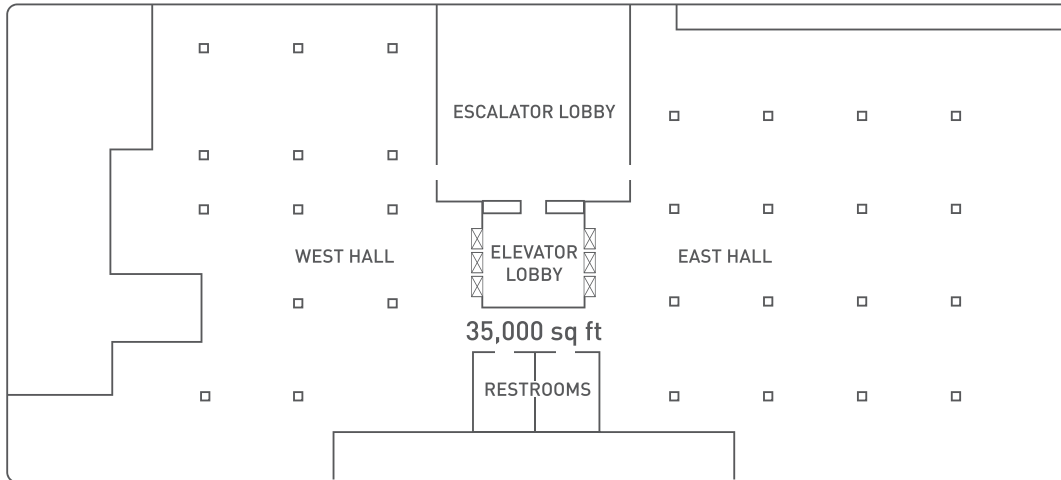 ESCALATOR LOBBY
WEST HALL
ELEVATOR
LOBBY
EAST HALL
35,000 sq ft
RESTROOMS